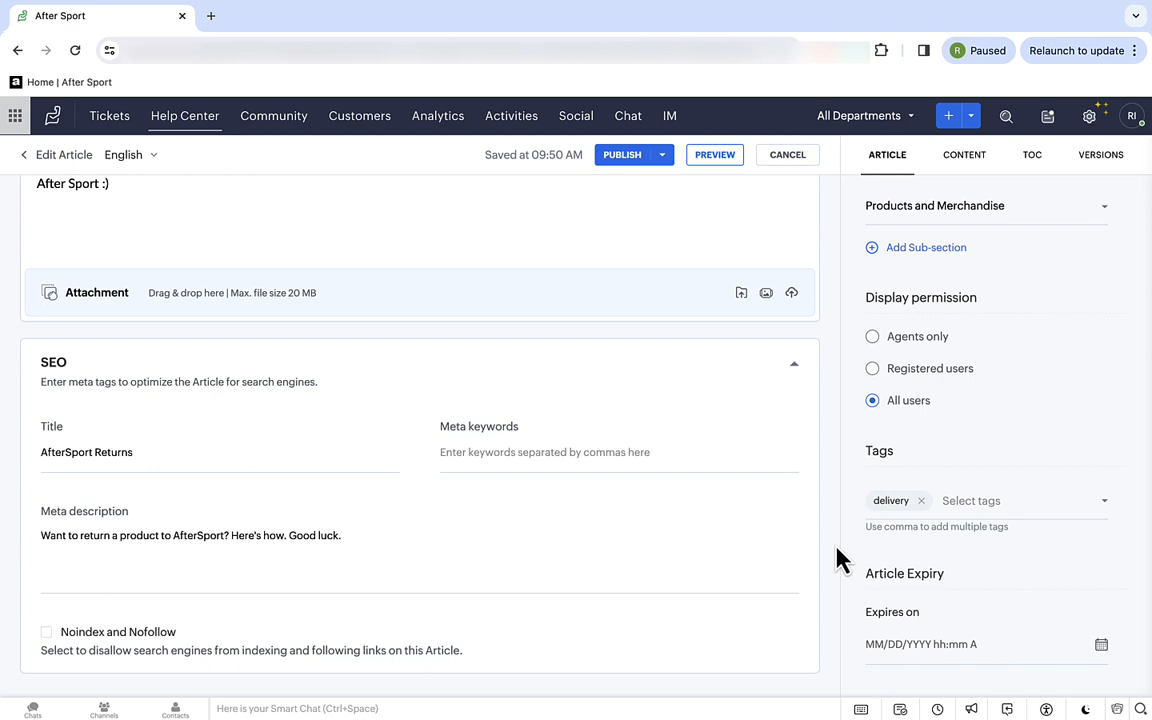 After Sport
Paused
Relaunch to update
R
a
Home | After Sport
Tickets
Help Center
Community
Customers
Analytics
Activities
Social
Chat
IM
All Departments
RI
Edit Article
English
Saved at 09:50 AM
PUBLISH
PREVIEW
CANCEL
ARTICLE
CONTENT
TOC
VERSIONS
After Sport :)
Attachment
Drag & drop here | Max. file size 20 MB
SEO
Enter meta tags to optimize the Article for search engines.
Title
AfterSport Returns
Meta keywords
Enter keywords separated by commas here
Meta description
Want to return a product to AfterSport? Here's how. Good luck.
Noindex and Nofollow
Select to disallow search engines from indexing and following links on this Article.
Products and Merchandise
Add Sub-section
Display permission
Agents only
Registered users
All users
Tags
delivery
Select tags
Use comma to add multiple tags
Article Expiry
Expires on
MM/DD/YYYY hh:mm A
Chats
Channels
Contacts
Here is your Smart Chat (Ctrl+Space)